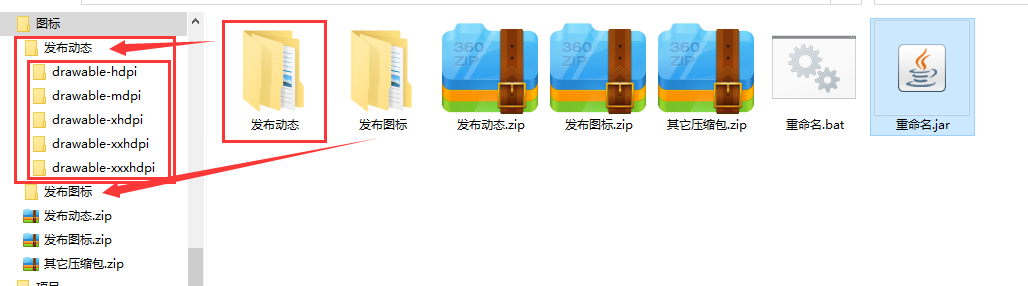 图标
发布动态
drawable-hdpi
drawable-mdpi
drawable-xhdpi
drawable-xxhdpi
drawable-xxxhdpi
发布图标
发布动态.zip
发布图标.zip
其它压缩包.zip
项目
360
ZIP
360
ZIP
360
ZIP
发布动态
发布图标
发布动态.zip
发布图标.zip
其它压缩包.zip
重命名.bat
重命名.jar